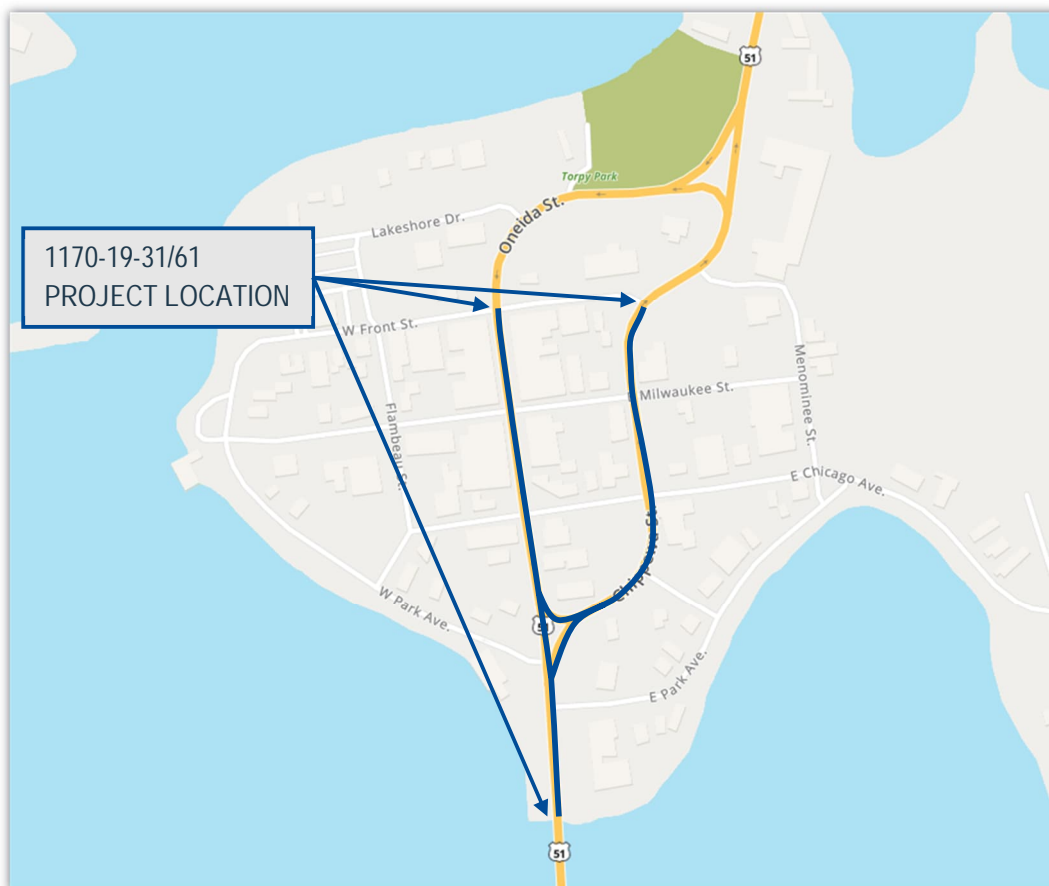 51
Torpy Park
Oneida St.
Lakeshore Dr.
1170-19-31/61
PROJECT LOCATION
W Front St.
Milwaukee St.
Menominee St.
Flambeau St.
E Chicago Ave.
Chippewa St.
W Park Ave.
51
E Park Ave.
51